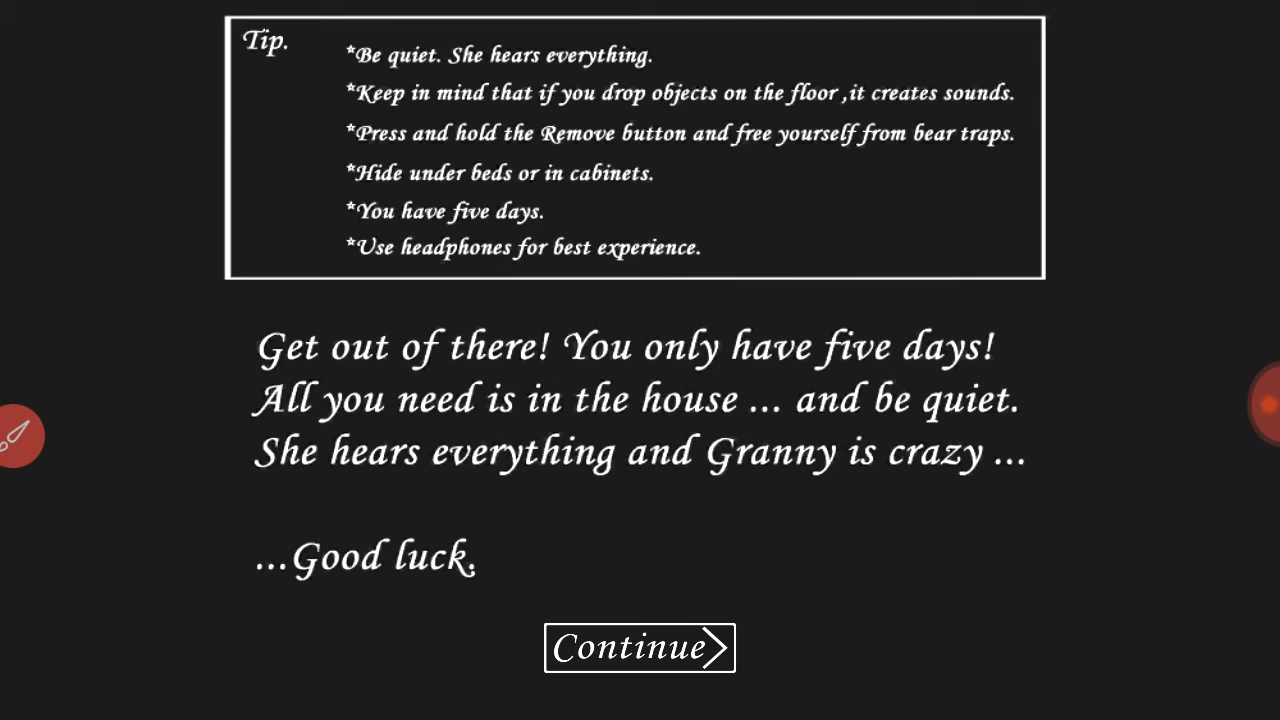 Tip.
*Be quiet. She hears everything.
*Keep in mind that if you drop objects on the floor ,it creates sounds.
*Press and hold the Remove button and free yourself from bear traps.
*Hide under beds or in cabinets.
*You have five days.
*Use headphones for best experience.
Get out of there! You only have five days!
All you need is in the house ... and be quiet.
She hears everything and Granny is crazy ...
...Good luck.
Continue